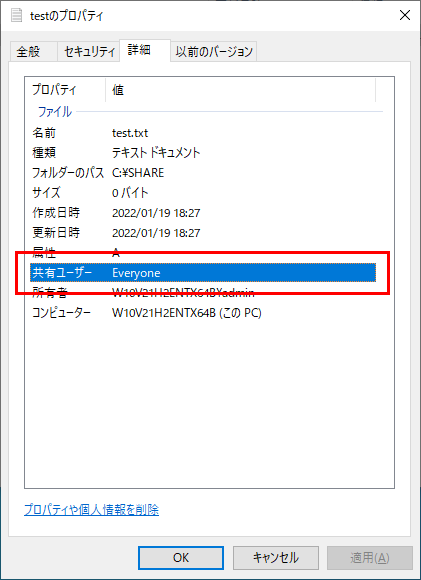 testのプロパティ
全般 セキュリティ 詳細 以前のバージョン
プロパティ 値
ファイル
名前 test.txt
種類 テキスト ドキュメント
フォルダーのパス C:¥SHARE
サイズ 0 バイト
作成日時 2022/01/19 18:27
更新日時 2022/01/19 18:27
属性 A
共有ユーザー Everyone
所有者 W10V21H2ENTX64B¥admin
コンピューター W10V21H2ENTX64B (この PC)
プロパティや個人情報を削除
OK キャンセル 適用(A)